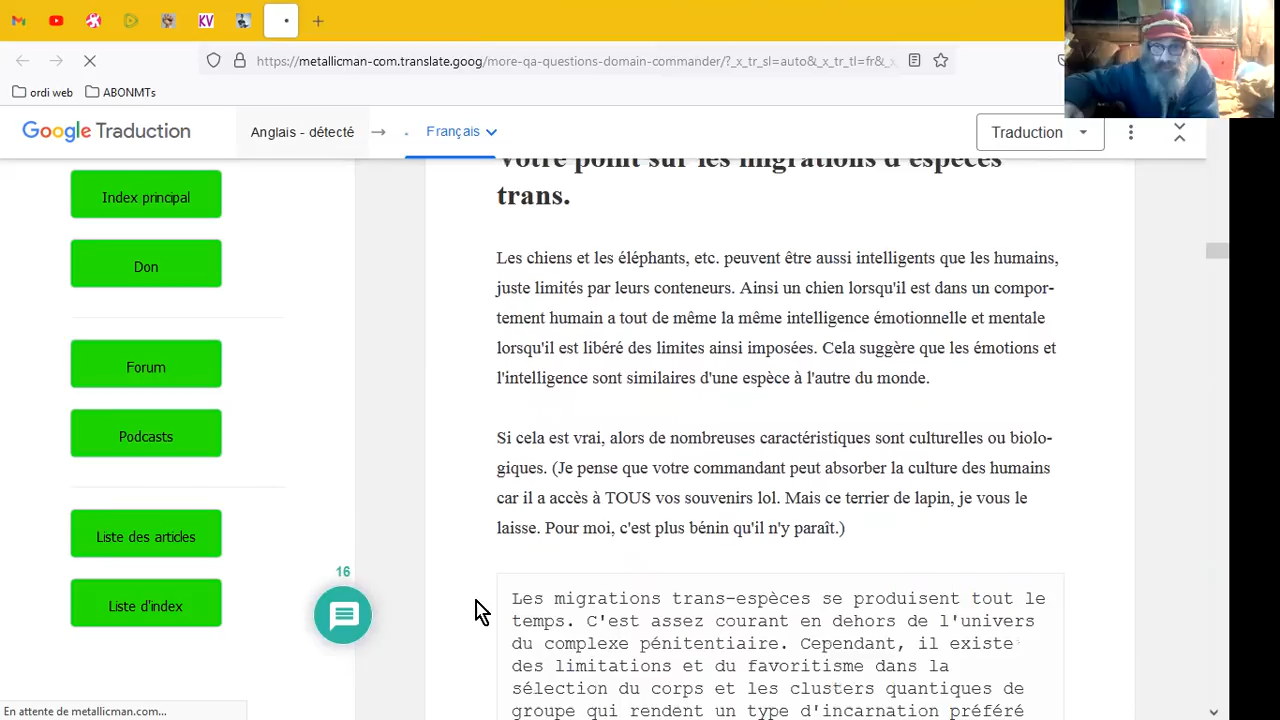 KV
https://metallicman-com.translate.goog/more-qa-questions-domain-commander/?_x_tr_sl=auto&_x_tr_tl=fr&_x_
ordi web
ABONMTs
Google Traduction
Anglais - détecté
Français
Traduction
Index principal
Don
Forum
Podcasts
Liste des articles
Liste d'index
16
votre point sur les migrations d'espèces
trans.
Les chiens et les éléphants, etc. peuvent être aussi intelligents que les humains,
juste limités par leurs conteneurs. Ainsi un chien lorsqu'il est dans un compor-
tement humain a tout de même la même intelligence émotionnelle et mentale
lorsqu'il est libéré des limites ainsi imposées. Cela suggère que les émotions et
l'intelligence sont similaires d'une espèce à l'autre du monde.
Si cela est vrai, alors de nombreuses caractéristiques sont culturelles ou biolo-
giques. (Je pense que votre commandant peut absorber la culture des humains
car il a accès à TOUS vos souvenirs lol. Mais ce terrier de lapin, je vous le
laisse. Pour moi, c'est plus bénin qu'il n'y paraît.)
Les migrations trans-espèces se produisent tout le
temps. C'est assez courant en dehors de l'univers
du complexe pénitentiaire. Cependant, il existe
des limitations et du favoritisme dans la
sélection du corps et les clusters quantiques de
groupe qui rendent un type d'incarnation préféré
En attente de metallicman.com...